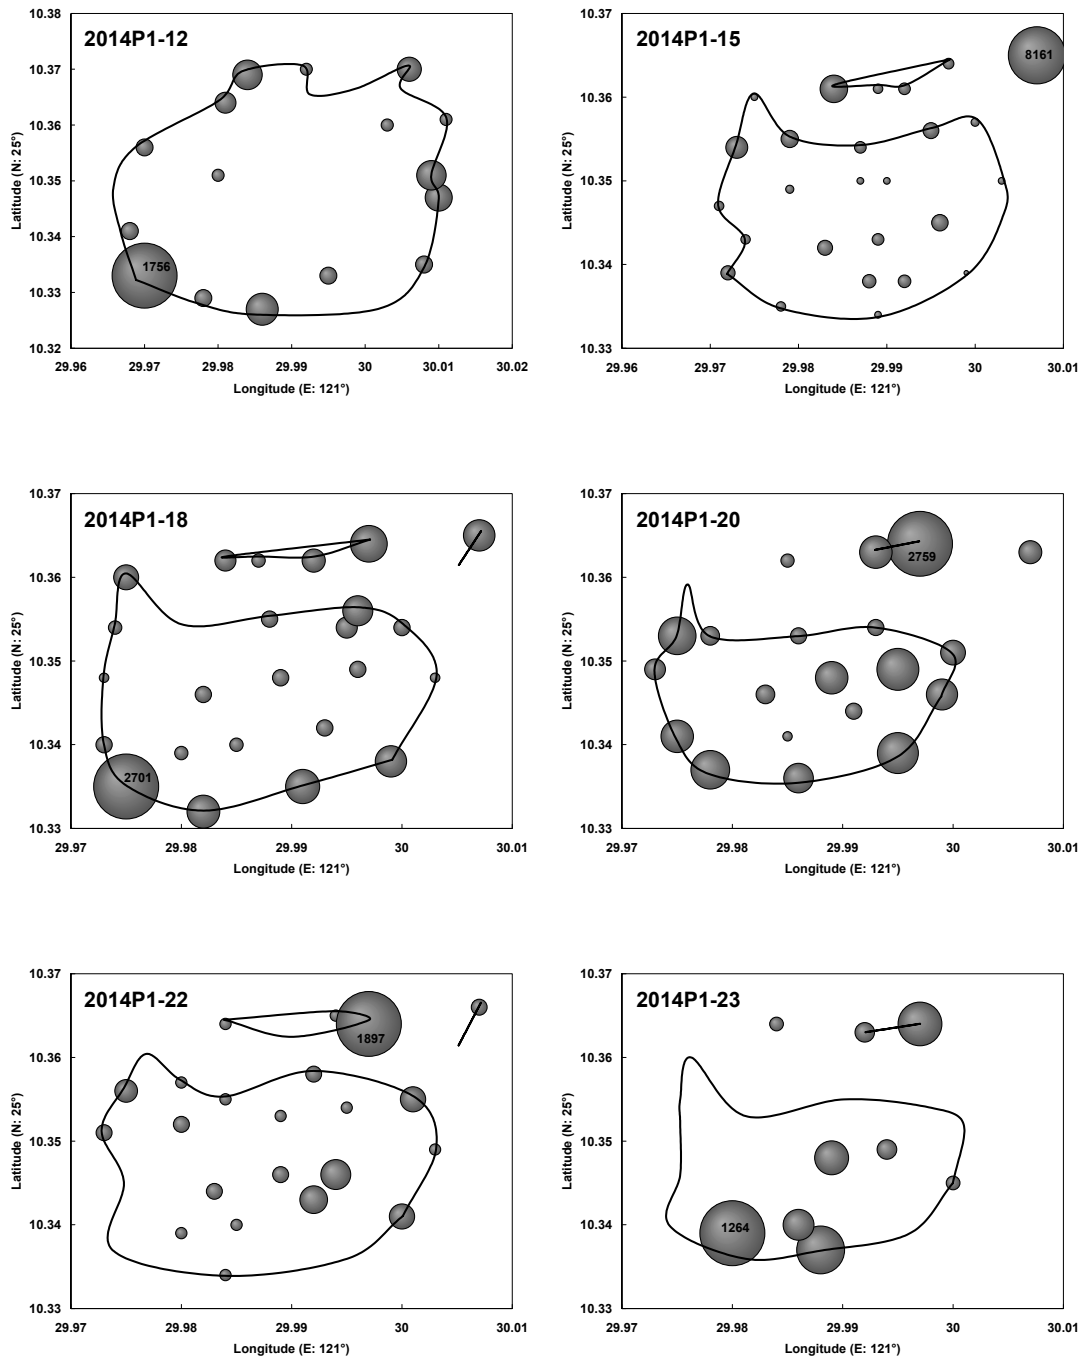 2014P1-12
10.38
10.37
10.36
10.35
10.34
10.33
10.32
1756
29.96 29.97 29.98 29.99 30 30.01 30.02
Longitude (E: 121°)
Latitude (N: 25°)
2014P1-15
8161
10.37
10.36
10.35
10.34
10.33
29.96 29.97 29.98 29.99 30 30.01
Longitude (E: 121°)
Latitude (N: 25°)
2014P1-18
10.37
10.36
10.35
10.34
10.33
2701
29.97 29.98 29.99 30 30.01
Longitude (E: 121°)
Latitude (N: 25°)
2014P1-20
2759
10.37
10.36
10.35
10.34
10.33
29.97 29.98 29.99 30 30.01
Longitude (E: 121°)
Latitude (N: 25°)
2014P1-22
1897
10.37
10.36
10.35
10.34
10.33
29.97 29.98 29.99 30 30.01
Longitude (E: 121°)
Latitude (N: 25°)
2014P1-23
10.37
10.36
10.35
10.34
10.33
1264
29.97 29.98 29.99 30 30.01
Longitude (E: 121°)
Latitude (N: 25°)